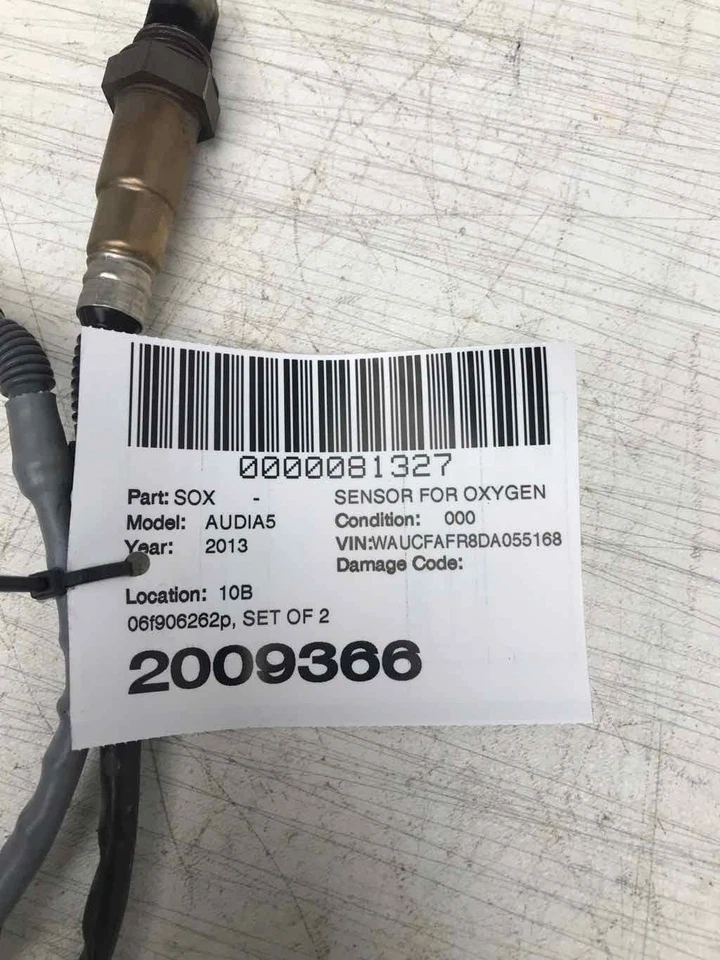 0000081327
Part: SOX - SENSOR FOR OXYGEN
Model: AUDIA5 Condition: 000
Year: 2013 VIN:WAUCFAFR8DA055168
Damage Code:
Location: 10B
06f906262p, SET OF 2
2009366